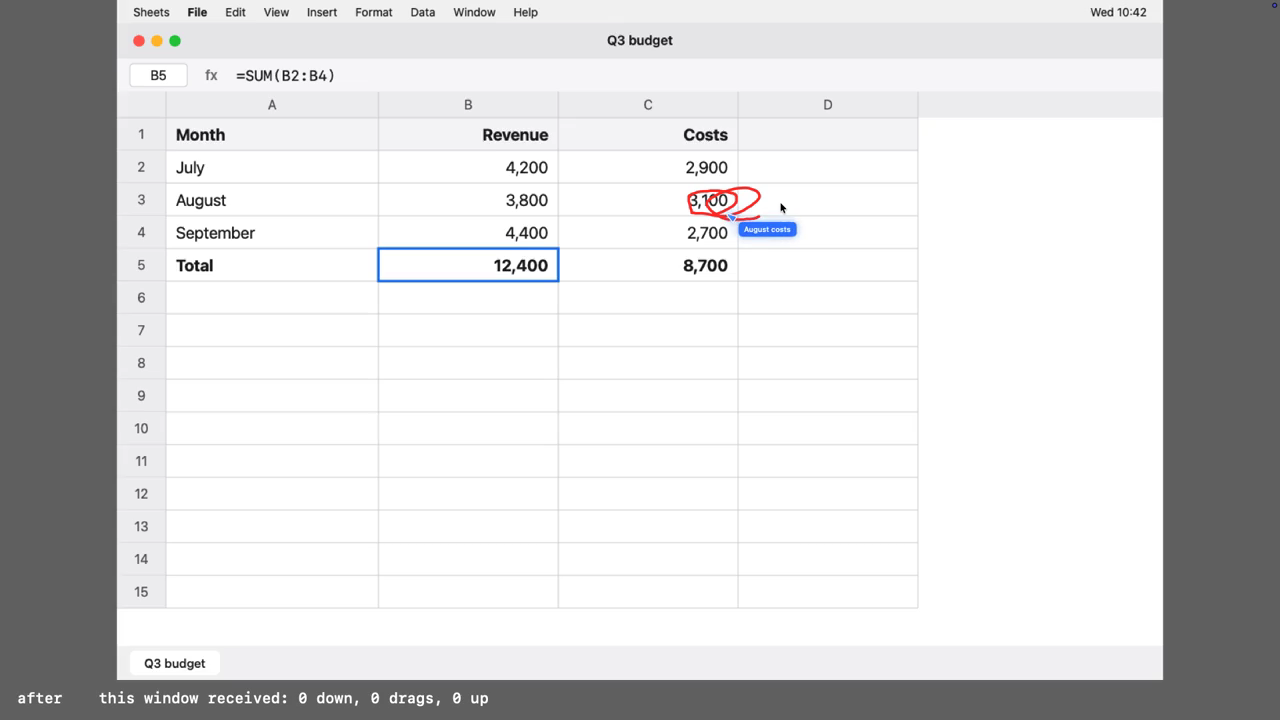 Sheets File Edit View Insert Format Data Window Help Wed 10:42
Q3 budget
B5 fx =SUM(B2:B4)
A B C D
1 Month Revenue Costs
2 July 4,200 2,900
3 August 3,800 3,100
August costs
4 September 4,400 2,700
5 Total 12,400 8,700
6
7
8
9
10
11
12
13
14
15
Q3 budget
after this window received: 0 down, 0 drags, 0 up